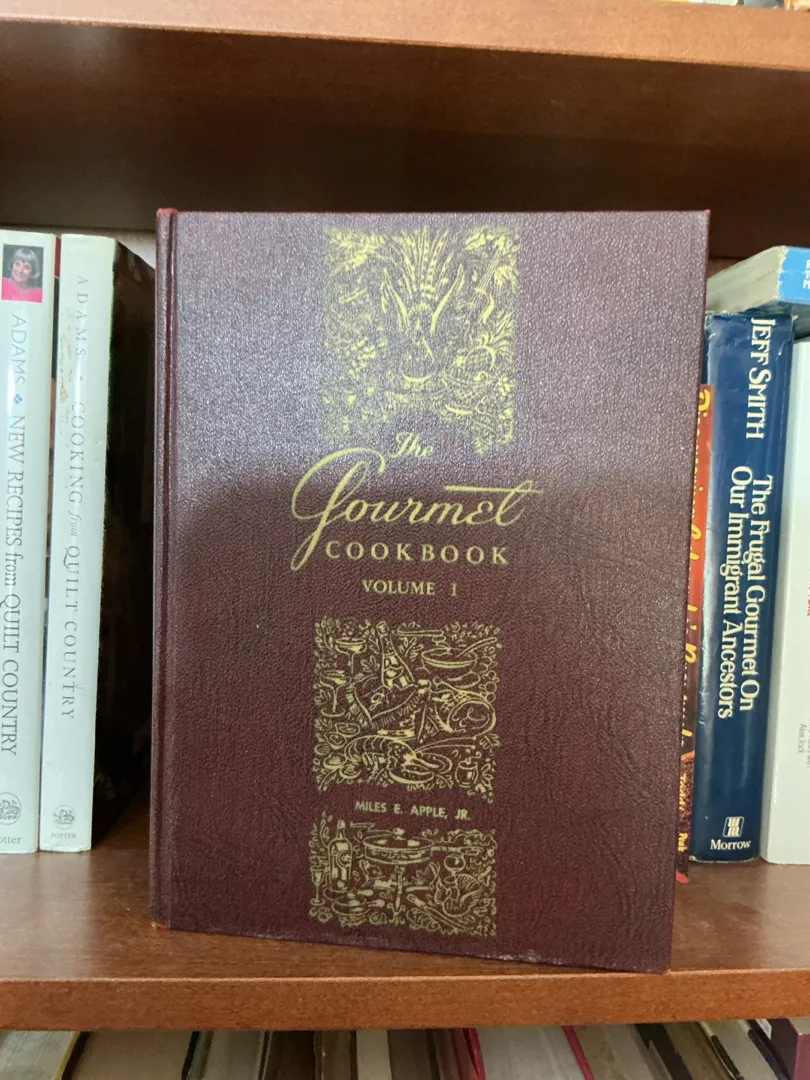 The
Gourmet
COOKBOOK
VOLUME I
MILES E. APPLE, JR.
ADAMS NEW RECIPES from QUILT COUNTRY
Potter
ADAMS COOKING from QUILT COUNTRY
POTTER
JEFF SMITH
The Frugal Gourmet On
Our Immigrant Ancestors
Morrow